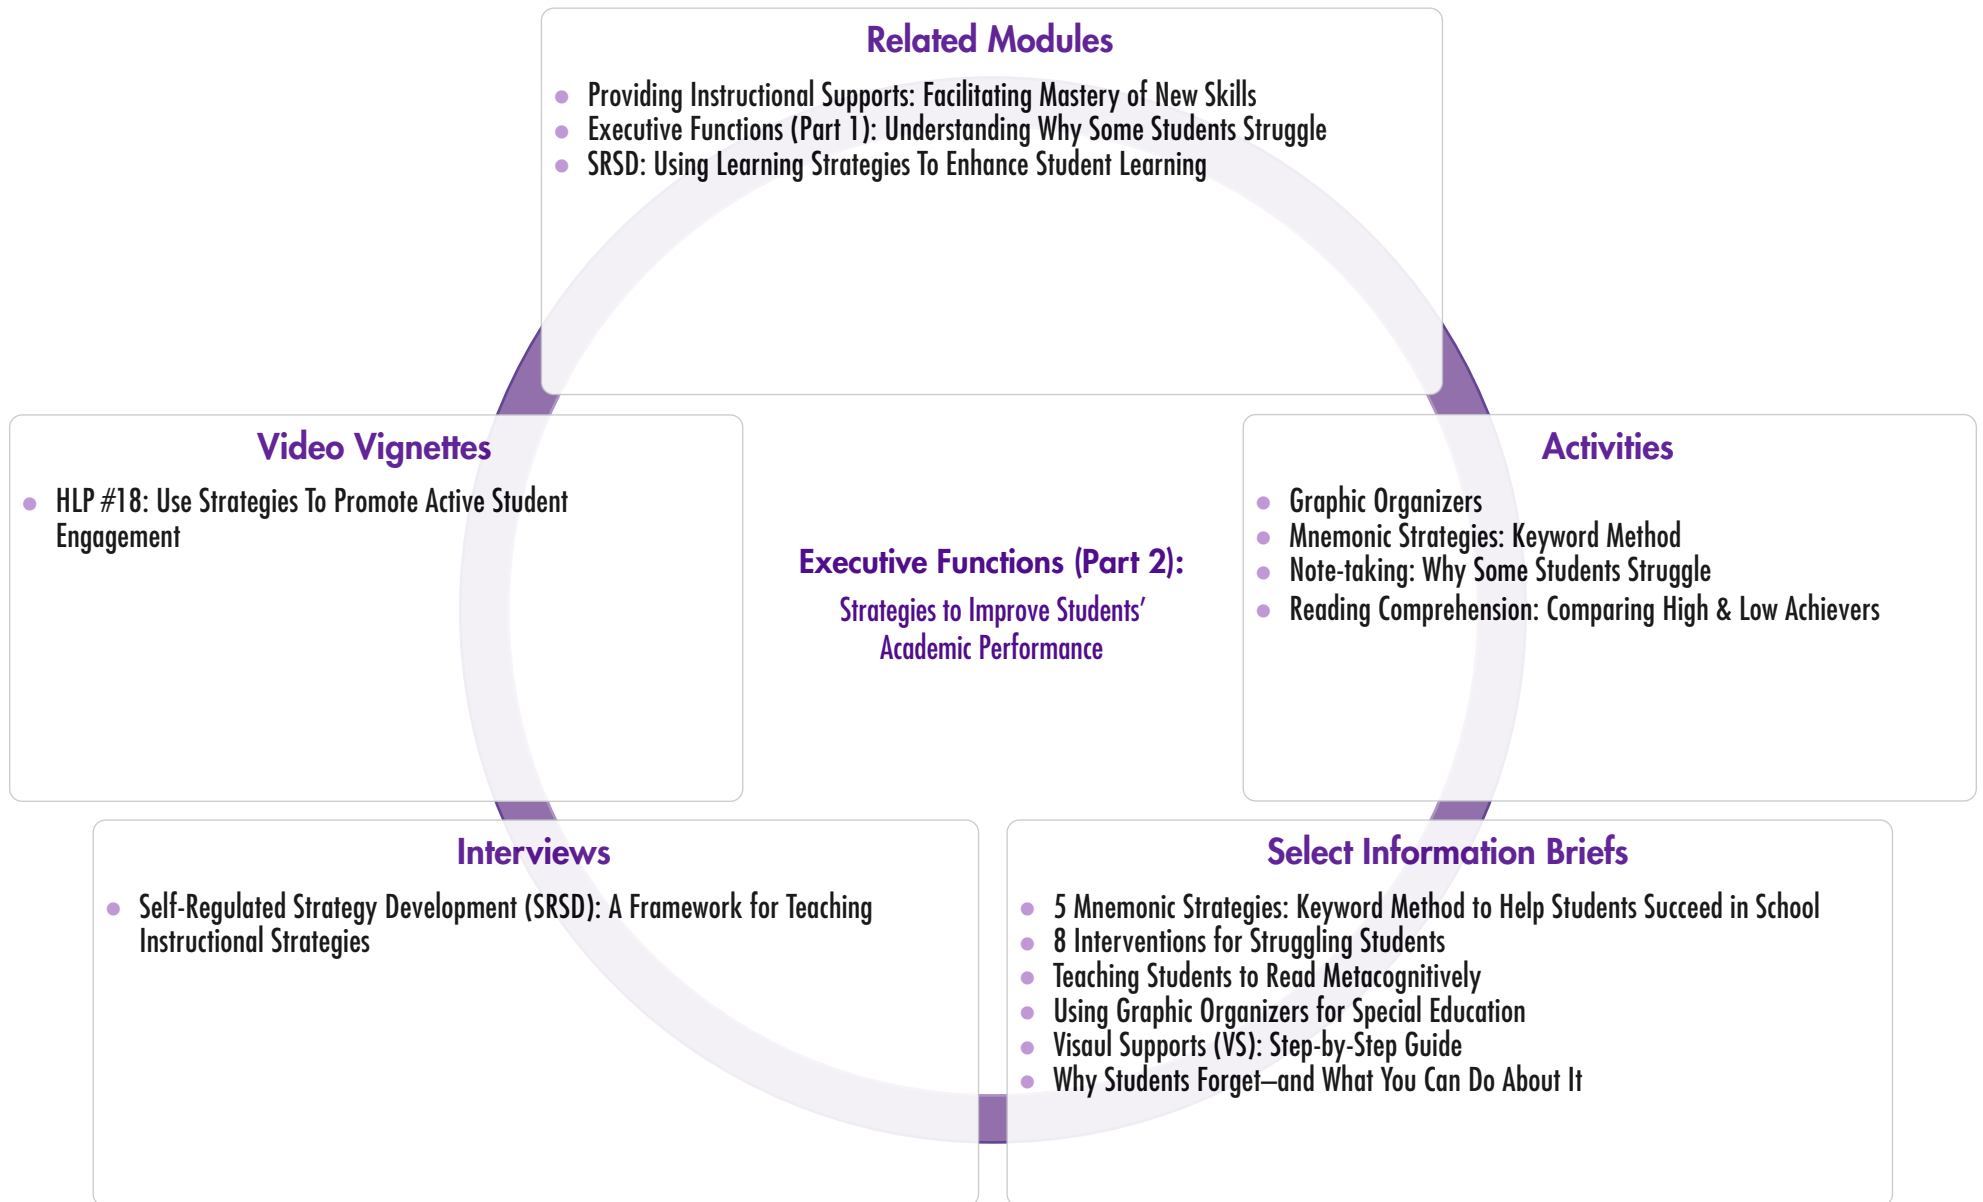 Related Modules
Providing Instructional Supports: Facilitating Mastery of New Skills
Executive Functions (Part 1): Understanding Why Some Students Struggle
SRSD: Using Learning Strategies To Enhance Student Learning
Video Vignettes
HLP #18: Use Strategies To Promote Active Student
Engagement
Executive Functions (Part 2):
Strategies to Improve Students’
Academic Performance
Activities
Graphic Organizers
Mnemonic Strategies: Keyword Method
Note-taking: Why Some Students Struggle
Reading Comprehension: Comparing High & Low Achievers
Interviews
Self-Regulated Strategy Development (SRSD): A Framework for Teaching
Instructional Strategies
Select Information Briefs
5 Mnemonic Strategies: Keyword Method to Help Students Succeed in School
8 Interventions for Struggling Students
Teaching Students to Read Metacognitively
Using Graphic Organizers for Special Education
Visaul Supports (VS): Step-by-Step Guide
Why Students Forget—and What You Can Do About It